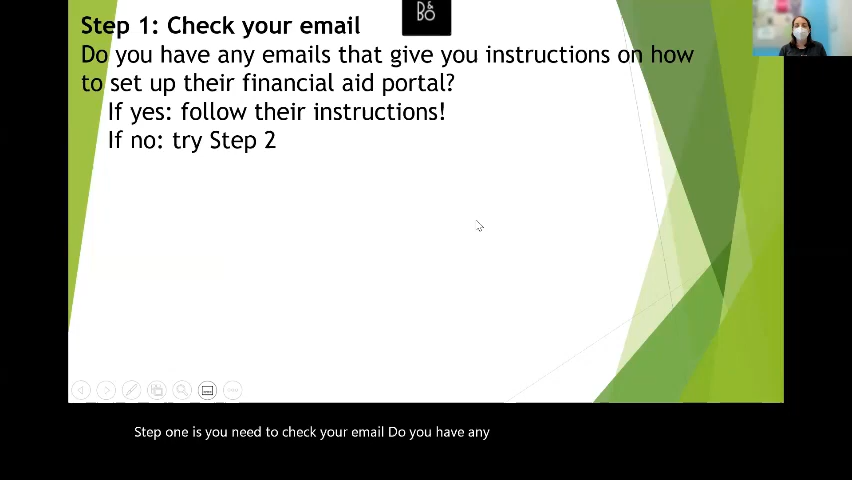 Step 1: Check your email
B&O
Do you have any emails that give you instructions on how
to set up their financial aid portal?
If yes: follow their instructions!
If no: try Step 2
Step one is you need to check your email Do you have any